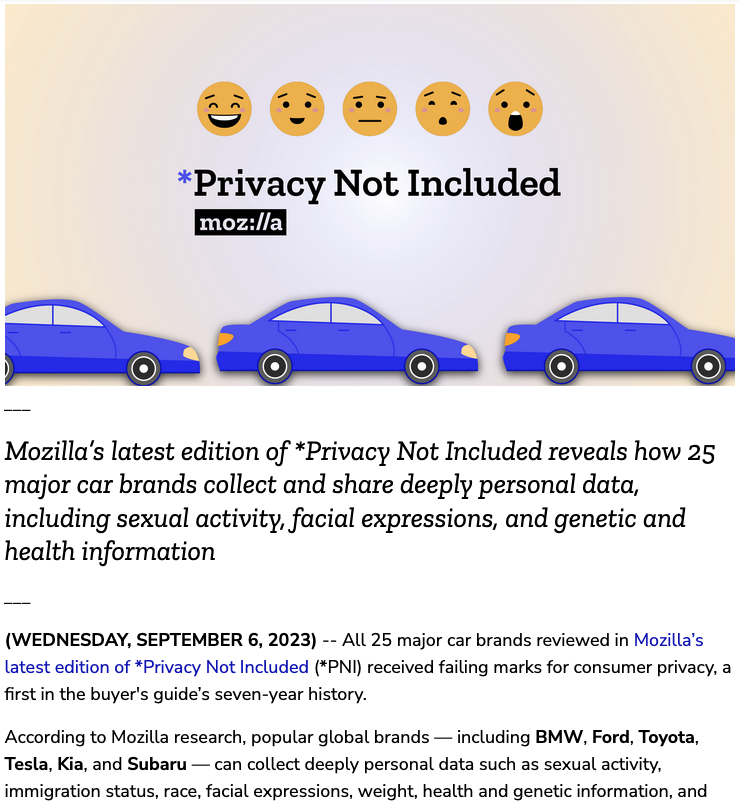 *Privacy Not Included
moz://a
___
Mozilla’s latest edition of *Privacy Not Included reveals how 25
major car brands collect and share deeply personal data,
including sexual activity, facial expressions, and genetic and
health information
___
(WEDNESDAY, SEPTEMBER 6, 2023) -- All 25 major car brands reviewed in Mozilla’s
latest edition of *Privacy Not Included (*PNI) received failing marks for consumer privacy, a
first in the buyer's guide’s seven-year history.
According to Mozilla research, popular global brands — including BMW, Ford, Toyota,
Tesla, Kia, and Subaru — can collect deeply personal data such as sexual activity,
immigration status, race, facial expressions, weight, health and genetic information, and